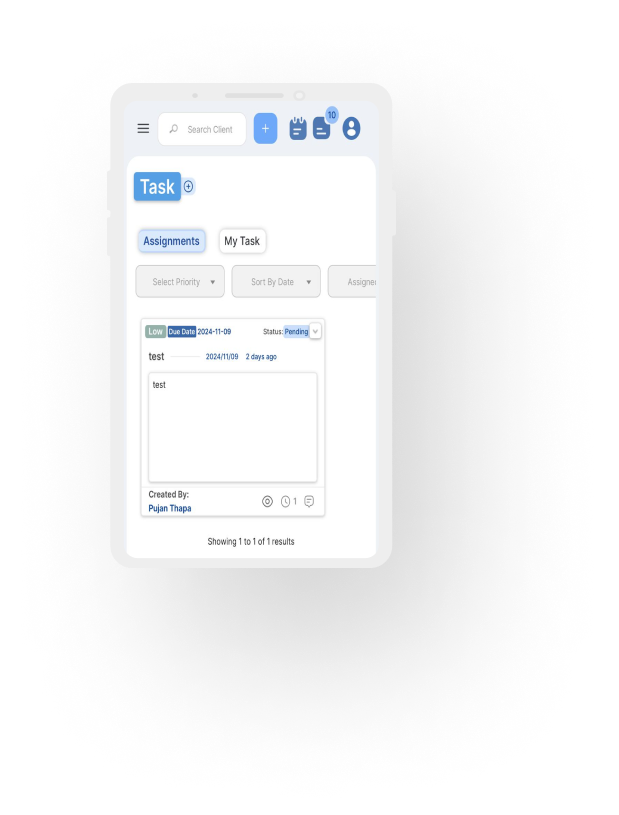 Search Client
+
10
Task
Assignments My Task
Select Priority Sort By Date
Low Due Date 2024-11-09 Status: Pending
test 2024/11/09 2 days ago
test
Created By:
Pujan Thapa
1
Showing 1 to 1 of 1 results